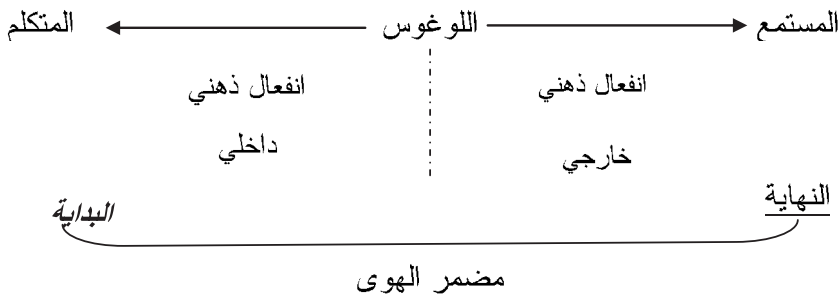 المستمع اللوغوس المتكلم
انفعال ذهني انفعال ذهني
خارجي داخلي
النهاية البداية
مضمر الهوى